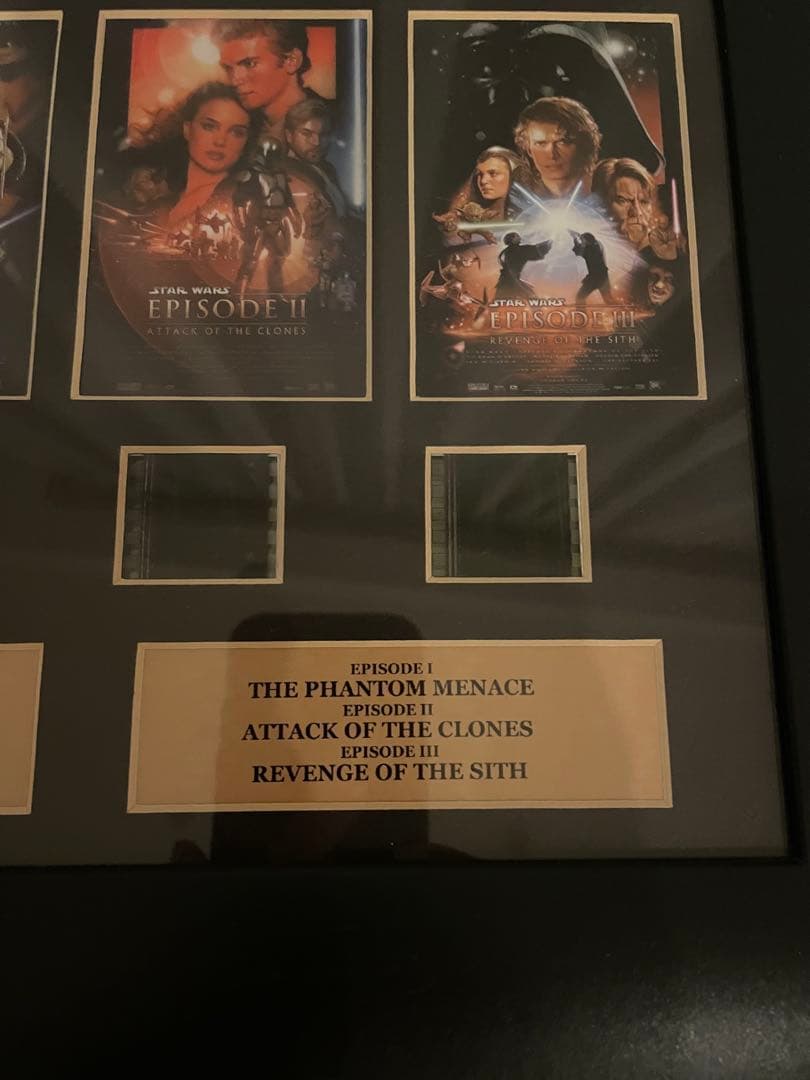 STAR WARS
EPISODE II
ATTACK OF THE CLONES
STAR WARS
EPISODE III
REVENGE OF THE SITH
EPISODE I
THE PHANTOM MENACE
EPISODE II
ATTACK OF THE CLONES
EPISODE III
REVENGE OF THE SITH